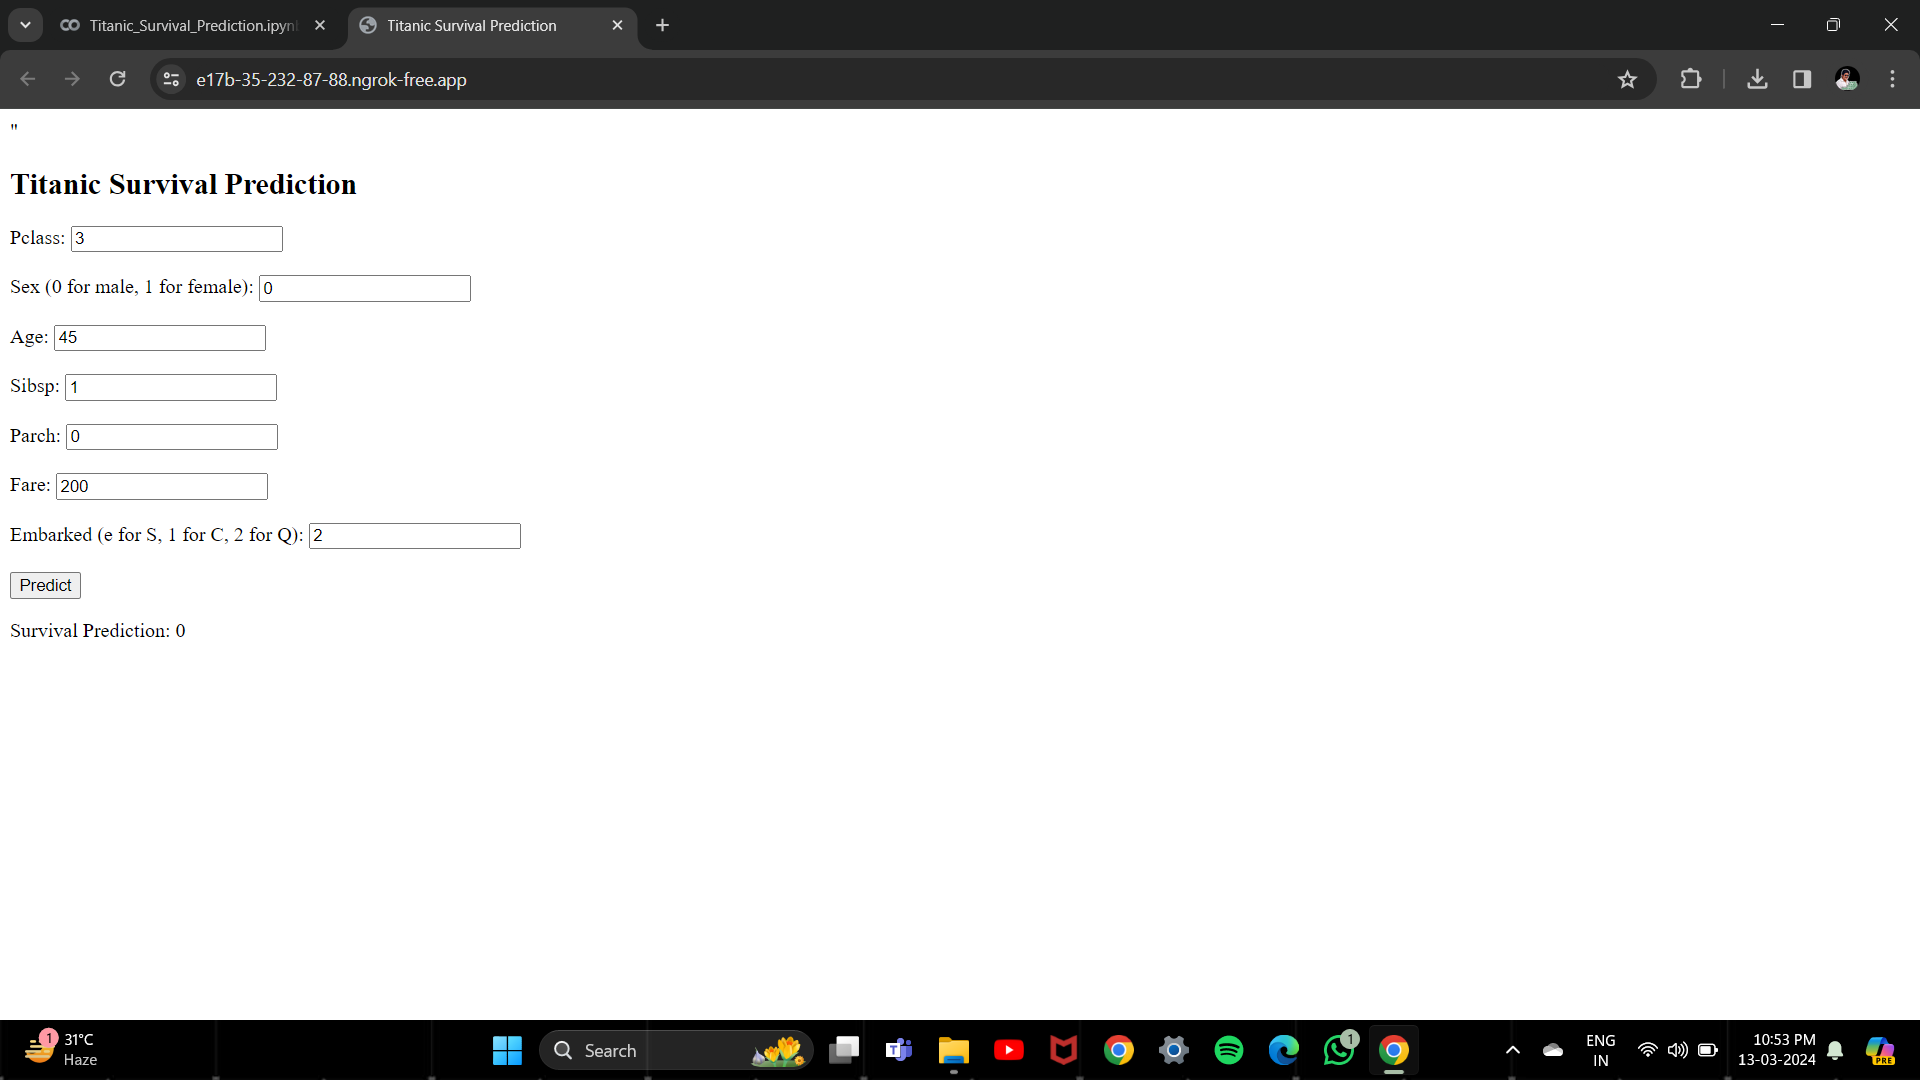 Titanic_Survival_Prediction.ipyn
Titanic Survival Prediction
e17b-35-232-87-88.ngrok-free.app
"
Titanic Survival Prediction
Pclass: 3
Sex (0 for male, 1 for female): 0
Age: 45
Sibsp: 1
Parch: 0
Fare: 200
Embarked (e for S, 1 for C, 2 for Q): 2
Predict
Survival Prediction: 0
1
31°C
Haze
Search
1
ENG
IN
10:53 PM
13-03-2024
PRE